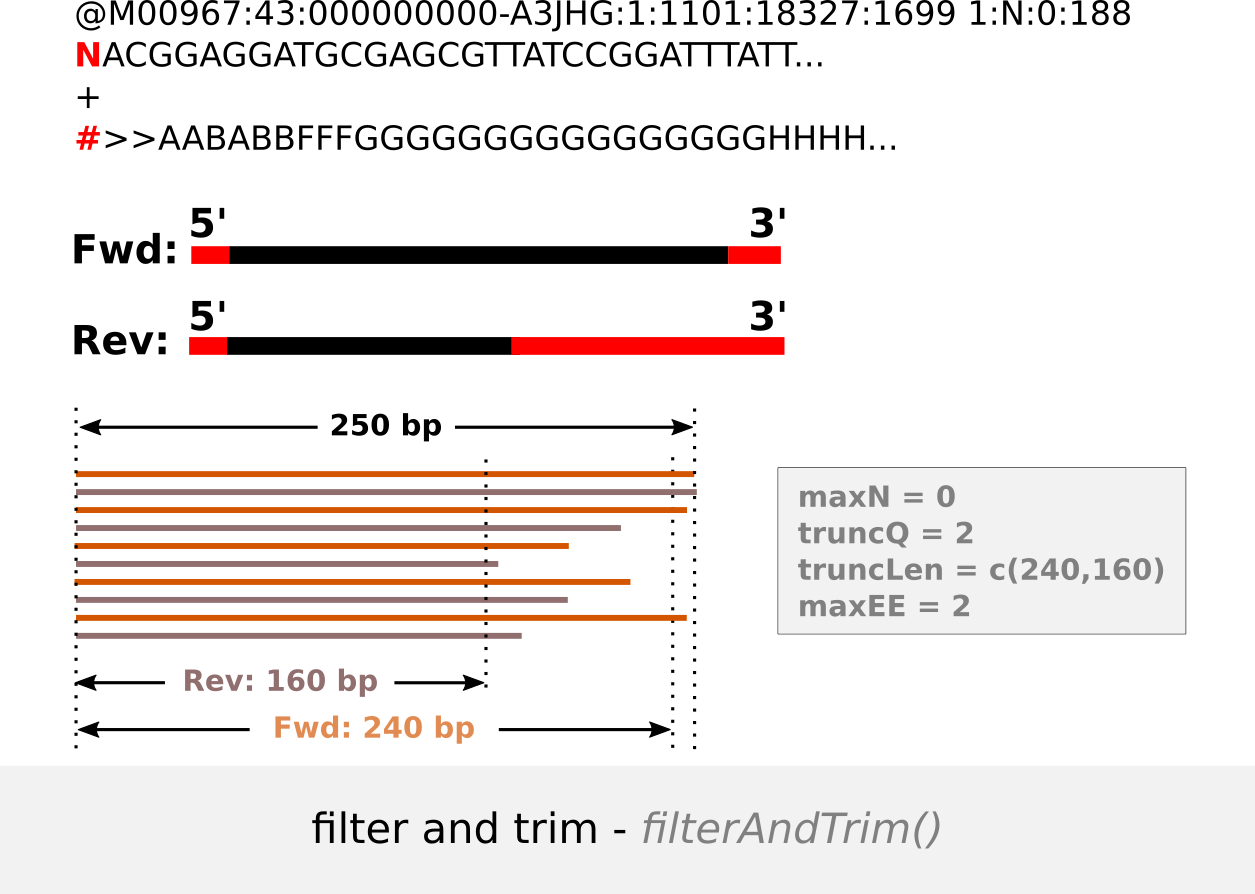 @M00967:43:000000000-A3JHG:1:1101:18327:1699 1:N:0:188
NACGGAGGATGCGAGCGTTATCCGGATTTATT...
+
#>>AABABBFFFGGGGGGGGGGGGGGGGHHHH...
5' 3'
Fwd:
5' 3'
Rev:
250 bp
maxN = 0
truncQ = 2
truncLen = c(240,160)
maxEE = 2
Rev: 160 bp
Fwd: 240 bp
filter and trim - filterAndTrim()